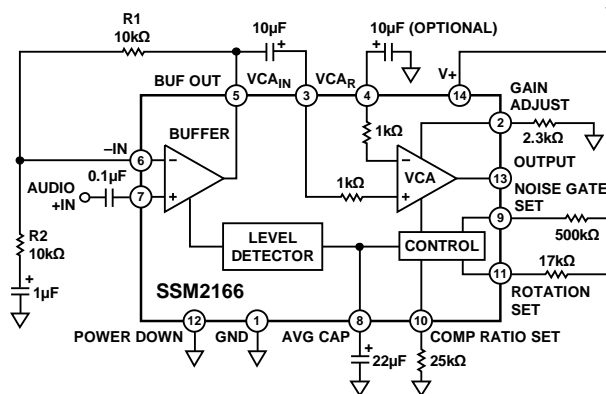 R1
10kΩ
10µF
+
10µF (OPTIONAL)
+
V+
BUF OUT
VCAIN
VCAR
5
3
4
14
GAIN
ADJUST
2
2.3kΩ
BUFFER
1kΩ
–IN
6
–
–
OUTPUT
13
0.1µF
1kΩ
VCA
AUDIO
+IN
7
+
+
NOISE GATE
SET
9
500kΩ
R2
10kΩ
LEVEL
DETECTOR
CONTROL
17kΩ
11
+
1µF
SSM2166
ROTATION
SET
12
1
8
10
POWER DOWN
GND
AVG CAP
COMP RATIO SET
+
22µF
25kΩ